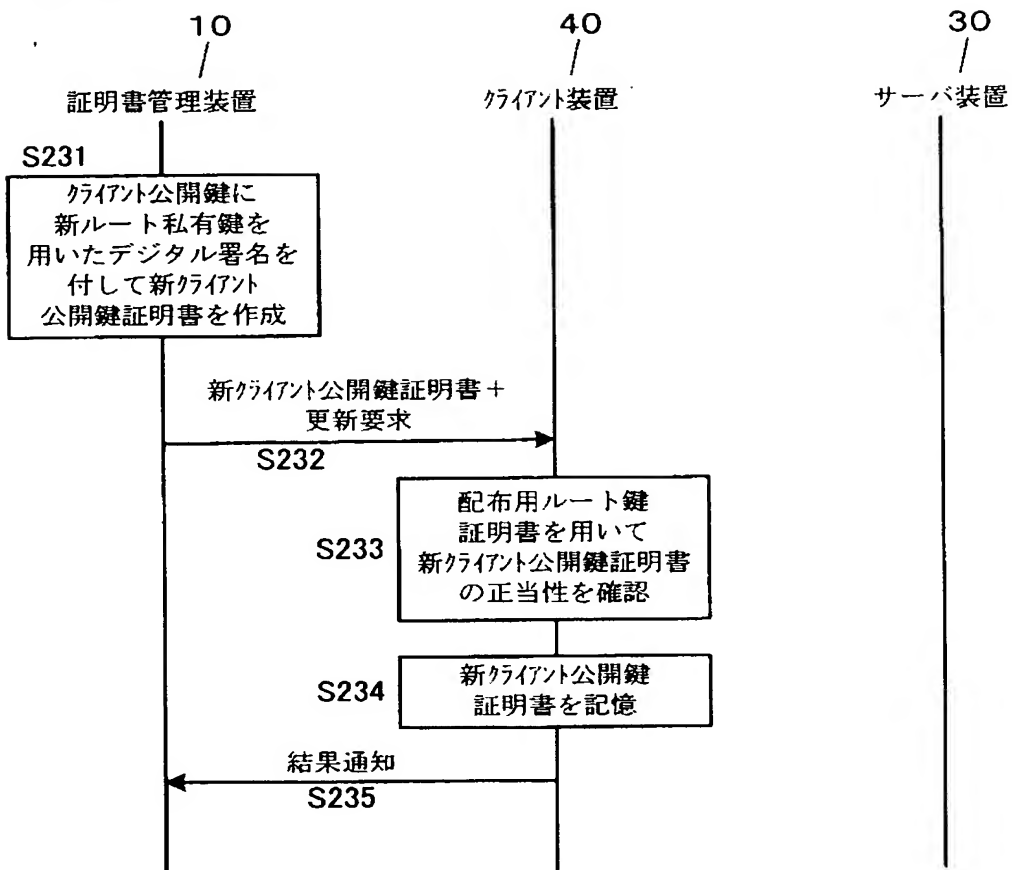 10
40
30
証明書管理装置
クライアント装置
サーバ装置
S231
クライアント公開鍵に
新ルート私有鍵を
用いたデジタル署名を
付して新クライアント
公開鍵証明書を作成
新クライアント公開鍵証明書+
更新要求
S232
配布用ルート鍵
証明書を用いて
新クライアント公開鍵証明書
の正当性を確認
S233
新クライアント公開鍵
証明書を記憶
S234
結果通知
S235